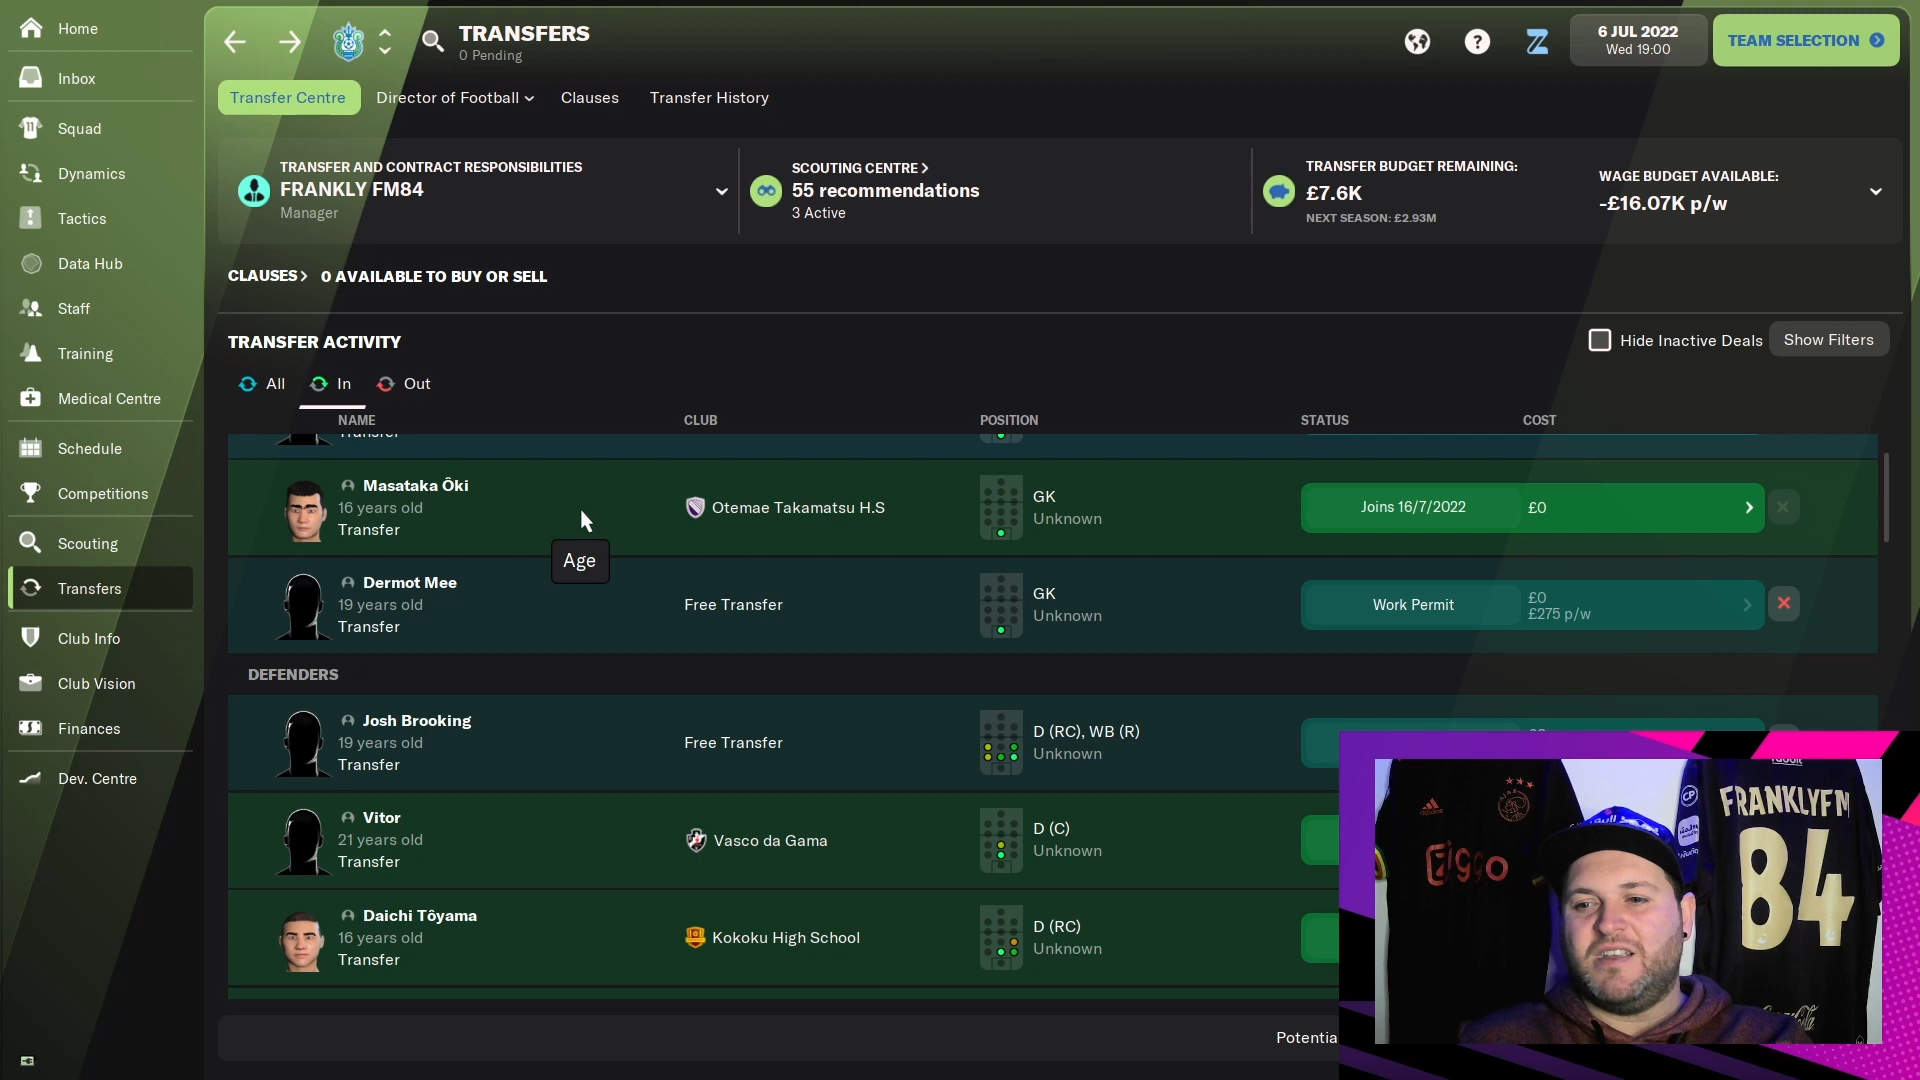 Home
Inbox
Squad
Dynamics
Tactics
Data Hub
Staff
Training
Medical Centre
Schedule
Competitions
Scouting
Transfers
Club Info
Club Vision
Finances
Dev. Centre
TRANSFERS
0 Pending
6 JUL 2022
Wed 19:00
TEAM SELECTION
Transfer Centre
Director of Football
Clauses
Transfer History
TRANSFER AND CONTRACT RESPONSIBILITIES
FRANKLY FM84
Manager
SCOUTING CENTRE >
55 recommendations
3 Active
TRANSFER BUDGET REMAINING:
£7.6K
NEXT SEASON: £2.93M
WAGE BUDGET AVAILABLE:
-£16.07K p/w
CLAUSES > 0 AVAILABLE TO BUY OR SELL
TRANSFER ACTIVITY
Hide Inactive Deals
Show Filters
All
In
Out
NAME CLUB POSITION STATUS COST
Transfer
Masataka Ôki
16 years old
Transfer
Otemae Takamatsu H.S
GK
Unknown
Joins 16/7/2022
£0
Age
Dermot Mee
19 years old
Transfer
Free Transfer
GK
Unknown
Work Permit
£0
£275 p/w
DEFENDERS
Josh Brooking
19 years old
Transfer
Free Transfer
D (RC), WB (R)
Unknown
Vitor
21 years old
Transfer
Vasco da Gama
D (C)
Unknown
Daichi Tôyama
16 years old
Transfer
Kokoku High School
D (RC)
Unknown
Potentia
Ziggo
FRANKLYFM
84